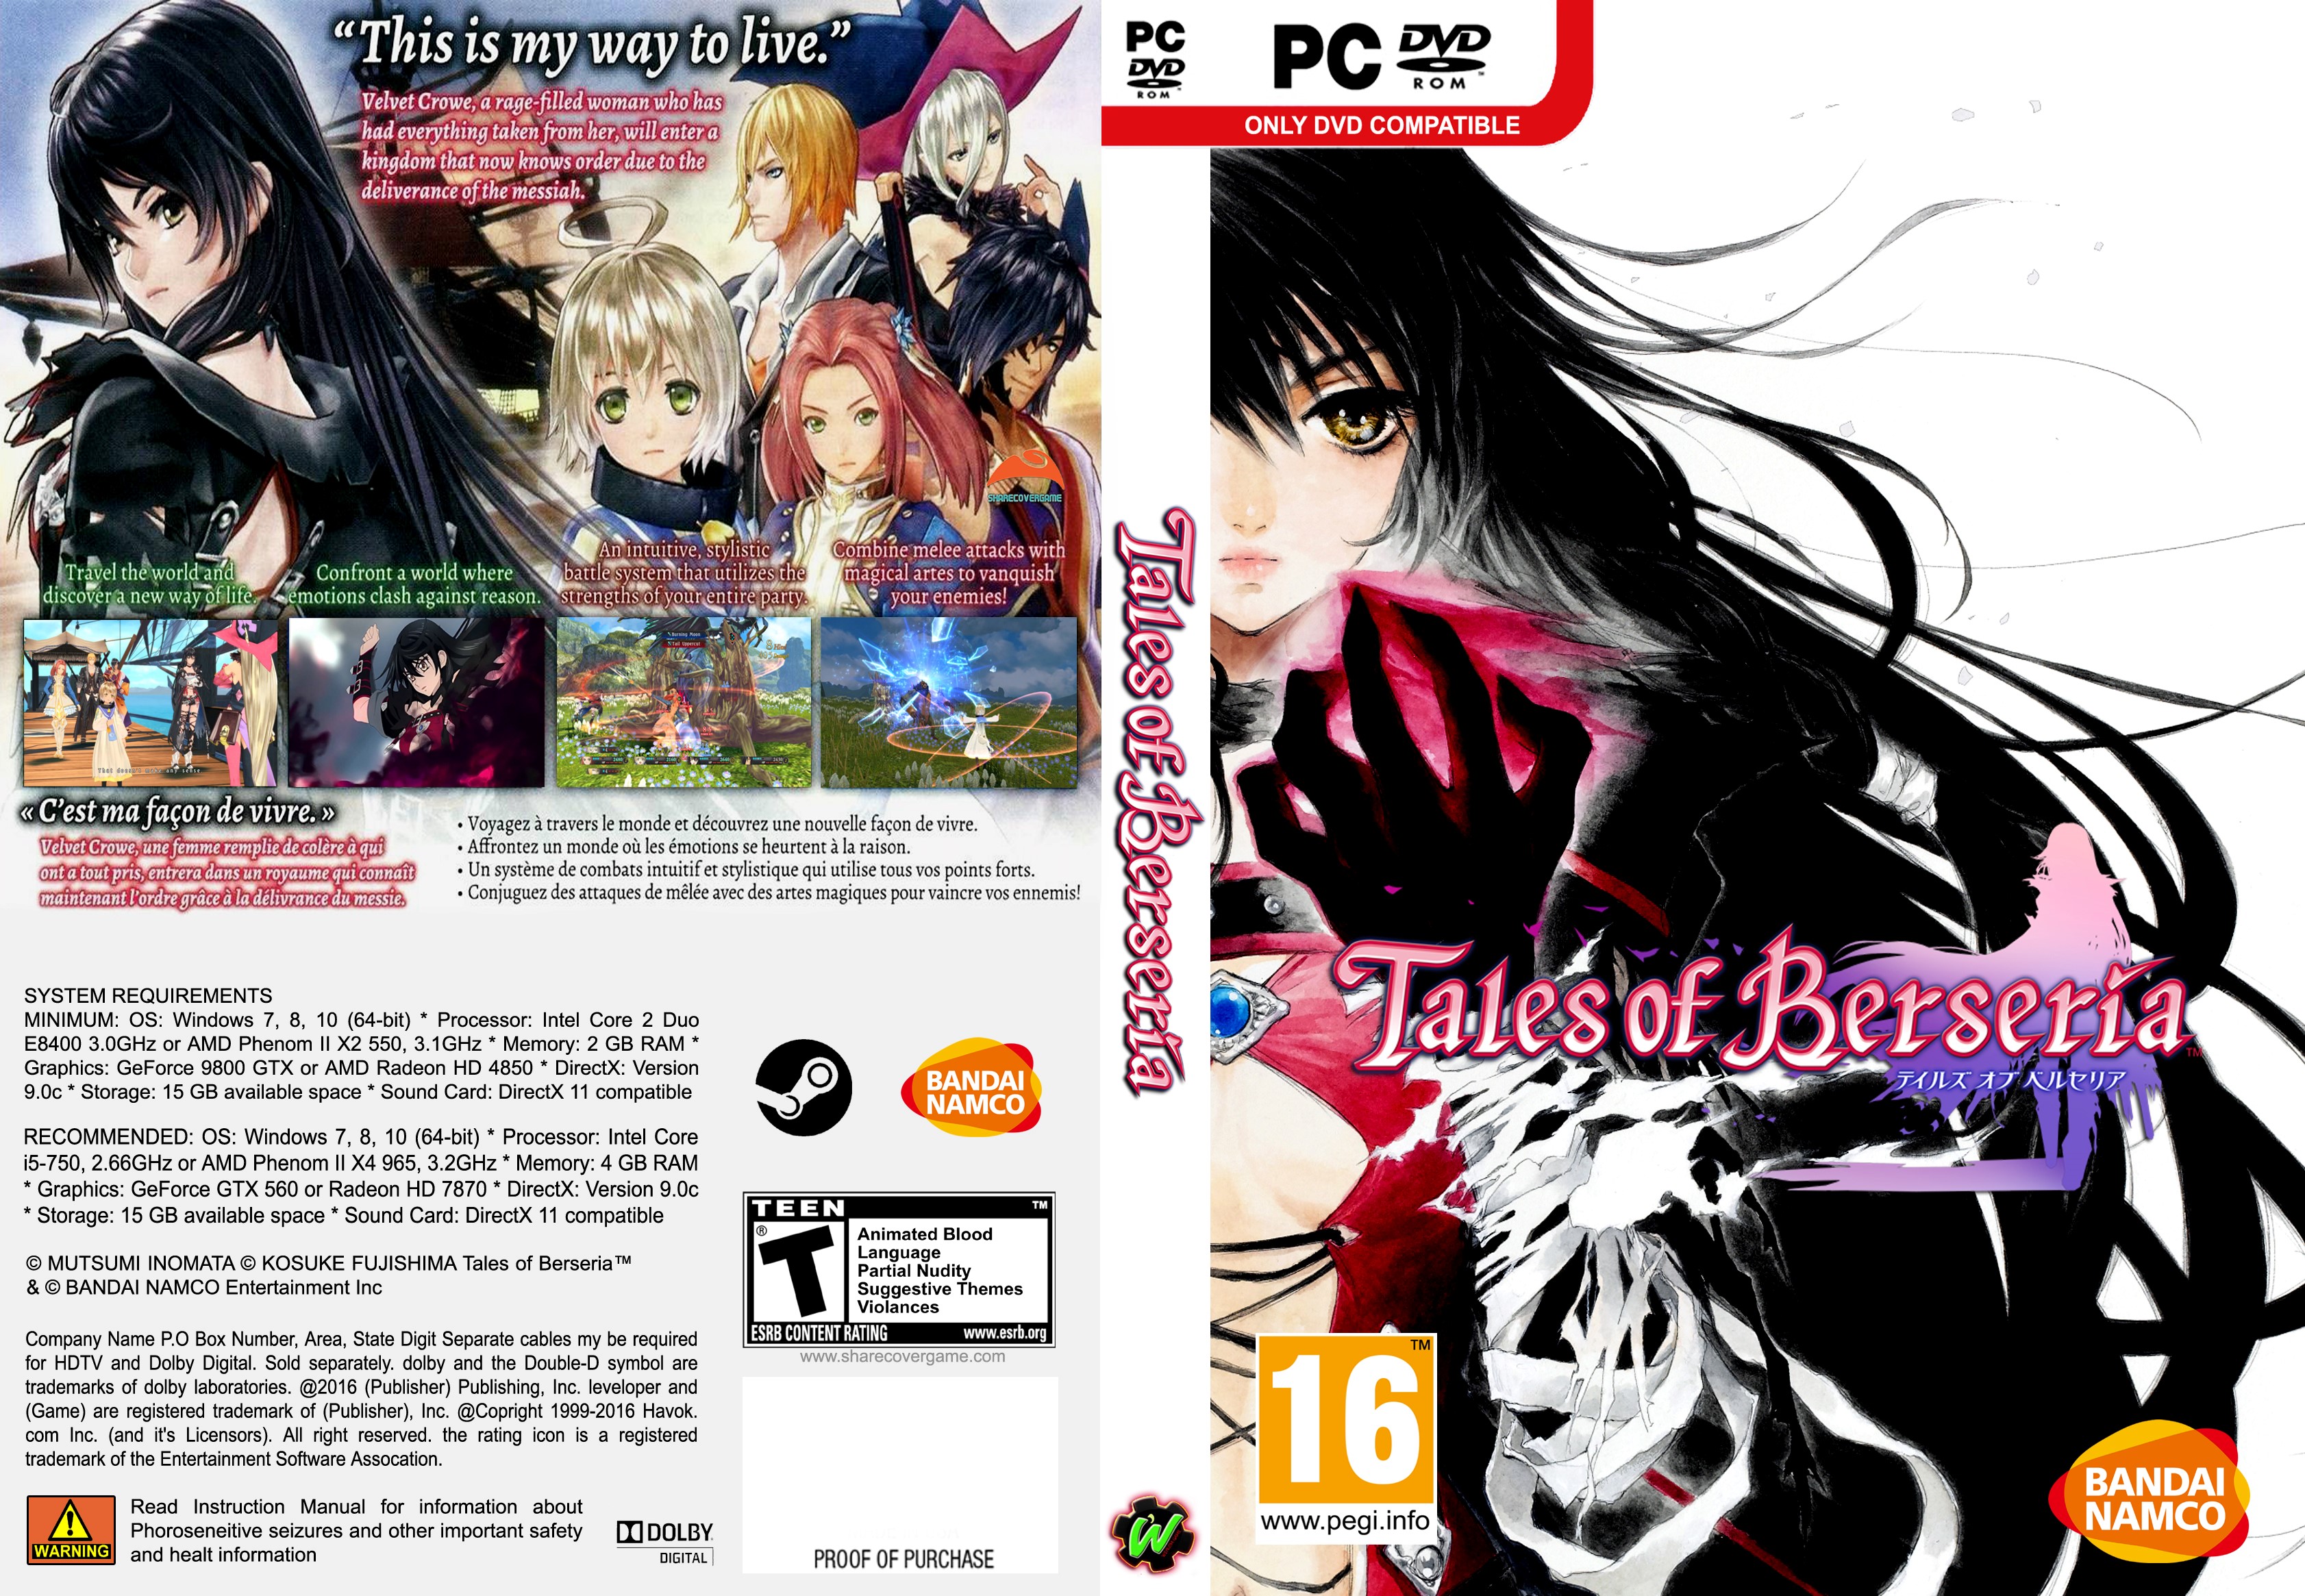 “This is my way to live.”
Velvet Crowe, a rage-filled woman who has
had everything taken from her, will enter a
kingdom that now knows order due to the
deliverance of the messiah.
SHARECOVERGAME
Travel the world and
discover a new way of life.
Confront a world where
emotions clash against reason.
An intuitive, stylistic
battle system that utilizes the
strengths of your entire party.
Combine melee attacks with
magical artes to vanquish
your enemies!
That doesn't make any sense
« C’est ma façon de vivre. »
Velvet Crowe, une femme remplie de colère à qui
ont a tout pris, entrera dans un royaume qui connaît
maintenant l’ordre grâce à la délivrance du messie.
• Voyagez à travers le monde et découvrez une nouvelle façon de vivre.
• Affrontez un monde où les émotions se heurtent à la raison.
• Un système de combats intuitif et stylistique qui utilise tous vos points forts.
• Conjuguez des attaques de mêlée avec des artes magiques pour vaincre vos ennemis!
SYSTEM REQUIREMENTS
MINIMUM: OS: Windows 7, 8, 10 (64-bit) * Processor: Intel Core 2 Duo
E8400 3.0GHz or AMD Phenom II X2 550, 3.1GHz * Memory: 2 GB RAM *
Graphics: GeForce 9800 GTX or AMD Radeon HD 4850 * DirectX: Version
9.0c * Storage: 15 GB available space * Sound Card: DirectX 11 compatible
RECOMMENDED: OS: Windows 7, 8, 10 (64-bit) * Processor: Intel Core
i5-750, 2.66GHz or AMD Phenom II X4 965, 3.2GHz * Memory: 4 GB RAM
* Graphics: GeForce GTX 560 or Radeon HD 7870 * DirectX: Version 9.0c
* Storage: 15 GB available space * Sound Card: DirectX 11 compatible
© MUTSUMI INOMATA © KOSUKE FUJISHIMA Tales of Berseria™
& © BANDAI NAMCO Entertainment Inc
Company Name P.O Box Number, Area, State Digit Separate cables my be required
for HDTV and Dolby Digital. Sold separately. dolby and the Double-D symbol are
trademarks of dolby laboratories. @2016 (Publisher) Publishing, Inc. leveloper and
(Game) are registered trademark of (Publisher), Inc. @Copright 1999-2016 Havok.
com Inc. (and it's Licensors). All right reserved. the rating icon is a registered
trademark of the Entertainment Software Assocation.
WARNING
Read Instruction Manual for information about
Phoroseneitive seizures and other important safety
and healt information
DOLBY
DIGITAL
BANDAI
NAMCO
TEEN ™
® T
Animated Blood
Language
Partial Nudity
Suggestive Themes
Violances
ESRB CONTENT RATING www.esrb.org
www.sharecovergame.com
PROOF OF PURCHASE
PC
DVD
ROM
Tales of Berseria
W
PC DVD
ROM
ONLY DVD COMPATIBLE
Tales of Berseria™
テイルズ オブ ベルセリア
16 ™
www.pegi.info
BANDAI
NAMCO